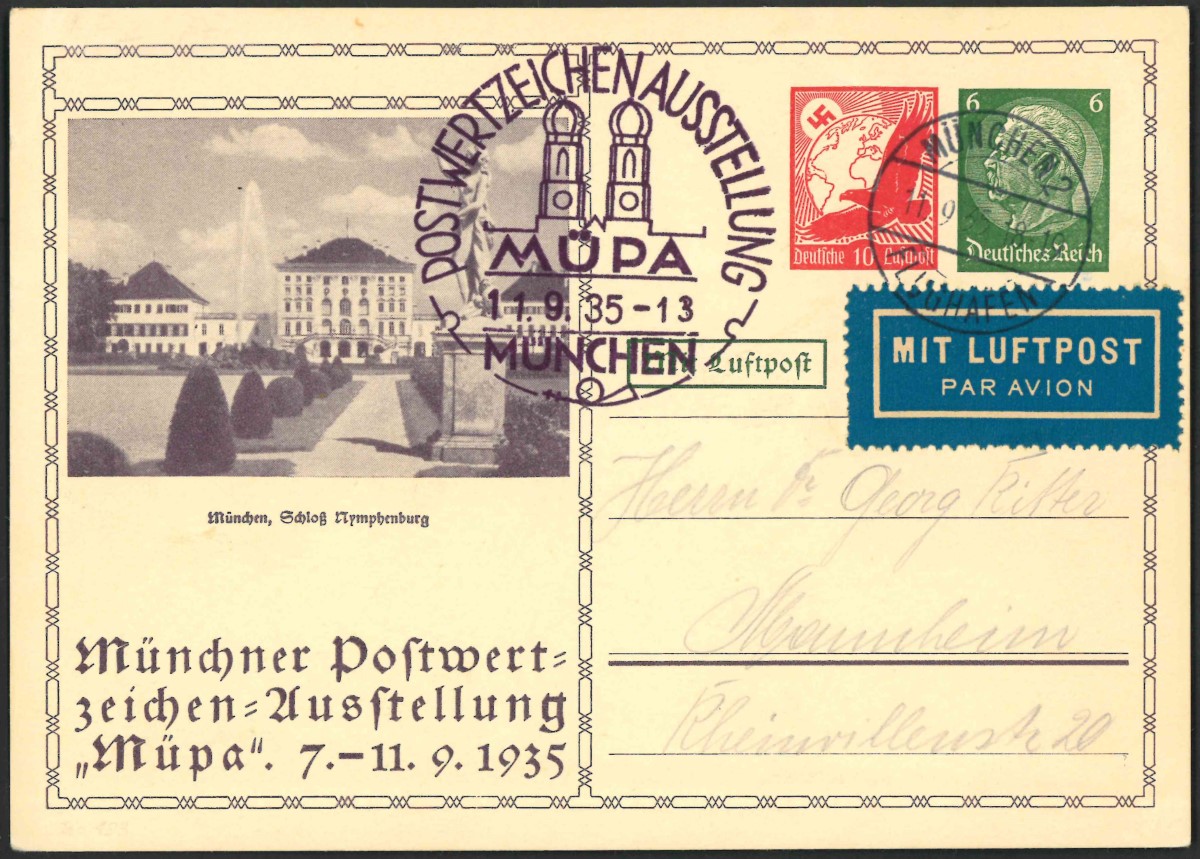 POSTWERTZEICHEN AUSSTELLUNG
MÜPA
11.9.35-13
MÜNCHEN
Deutsche 10 Luftpost
6 6
Deutsches Reich
MÜNCHEN 2
FLUGHAFEN
Mit Luftpost
MIT LUFTPOST
PAR AVION
München, Schloß Nymphenburg
Münchner Postwert-
zeichen-Ausstellung
„Müpa“. 7.-11. 9. 1935
Herrn Dr Georg Ritter
Mannheim
Rheinvillenstr 20